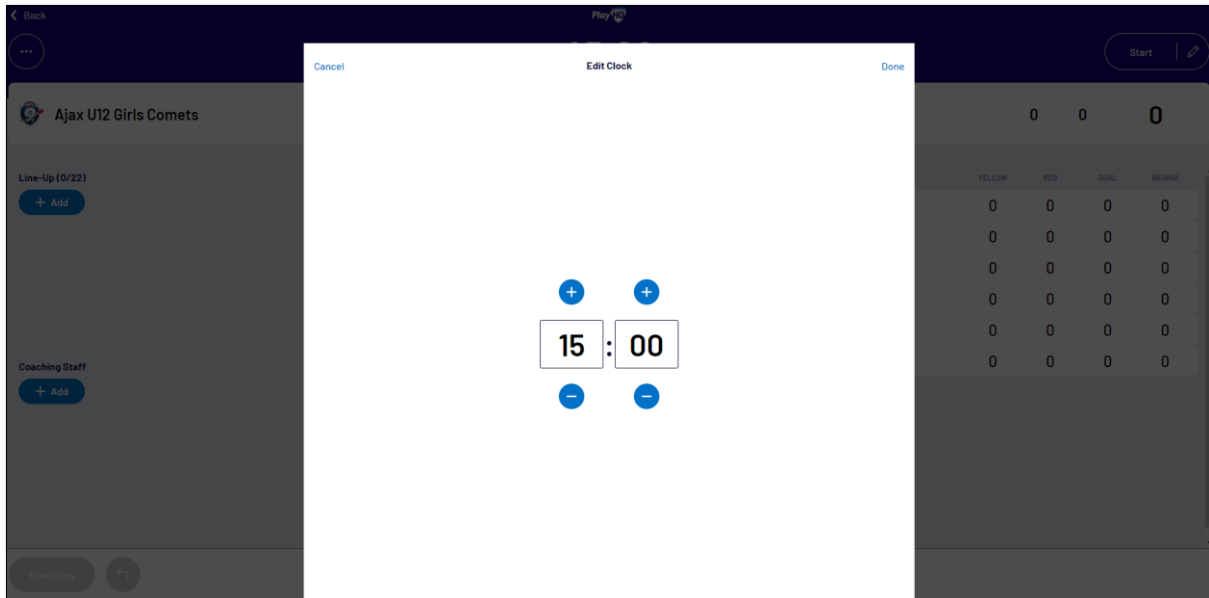 Back
PlayHQ
Start
Cancel
Edit Clock
Done
Ajax U12 Girls Comets
0 0 0
Line-Up (0/22)
YELLOW RED GOAL BEHIND
+ Add
0 0 0 0
0 0 0 0
0 0 0 0
0 0 0 0
0 0 0 0
0 0 0 0
15 : 00
Coaching Staff
+ Add
Event Log